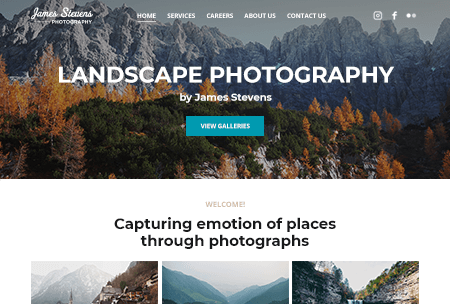 James Stevens
PHOTOGRAPHY
HOME SERVICES CAREERS ABOUT US CONTACT US
LANDSCAPE PHOTOGRAPHY
by James Stevens
VIEW GALLERIES
WELCOME!
Capturing emotion of places
through photographs